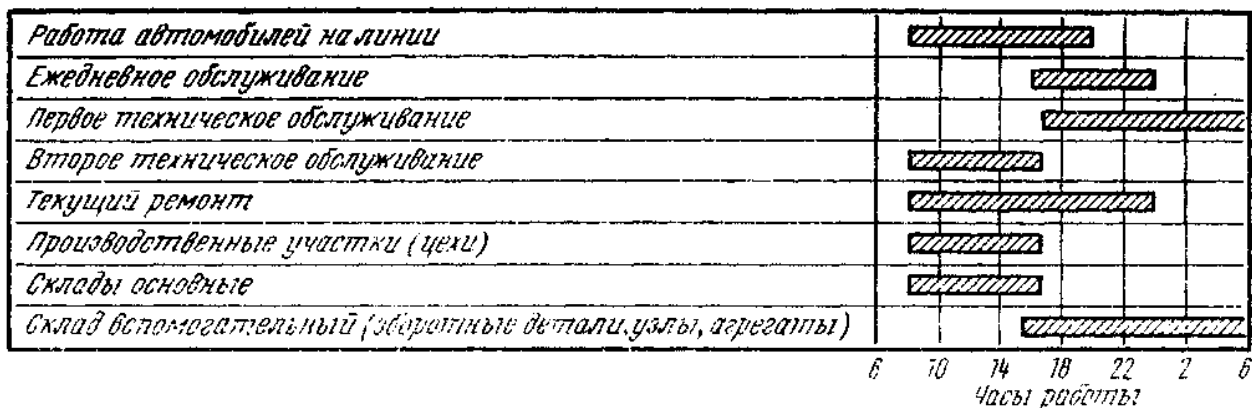 Работа автомобилей на линии
Ежедневное обслуживание
Первое техническое обслуживание
Второе техническое обслуживание
Текущий ремонт
Производственные участки (цехи)
Склады основные
Склад вспомогательный (оборотные детали, узлы, агрегаты)
6 10 14 18 22 2 6
Часы работы